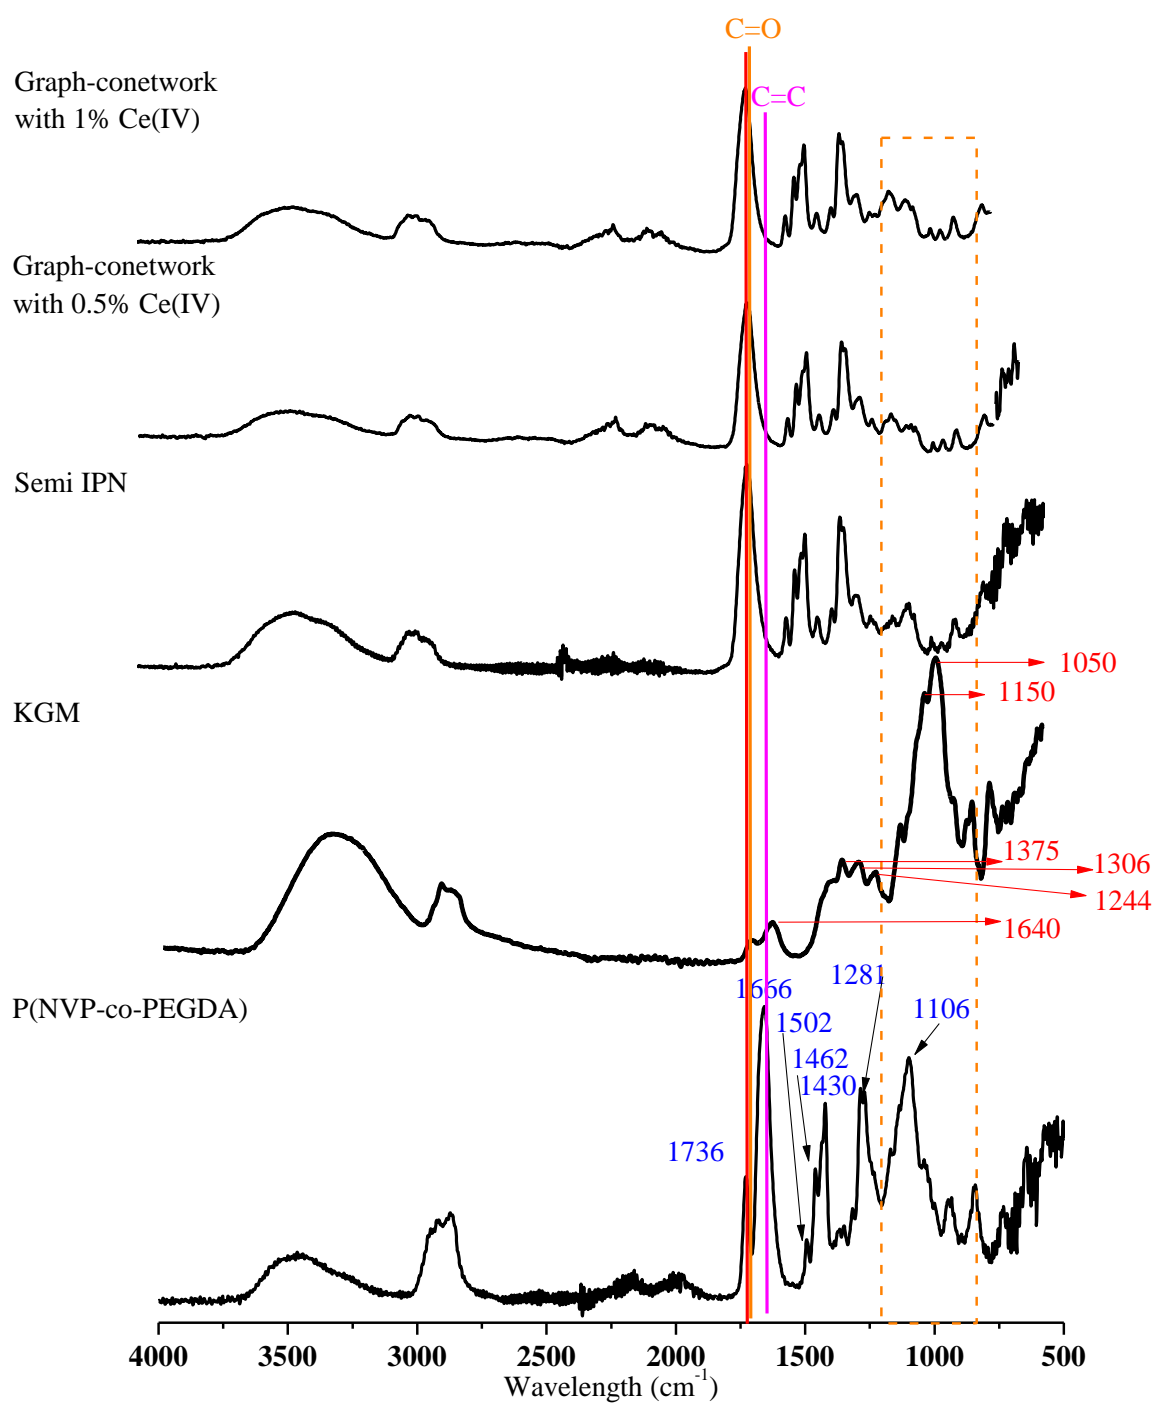 C=O
Graph-conetwork
with 1% Ce(IV)
C=C
Graph-conetwork
with 0.5% Ce(IV)
Semi IPN
1050
1150
KGM
1375
1306
1244
1640
P(NVP-co-PEGDA)
1666
1281
1502
1106
1462
1430
1736
4000 3500 3000 2500 2000 1500 1000 500
Wavelength (cm⁻¹)